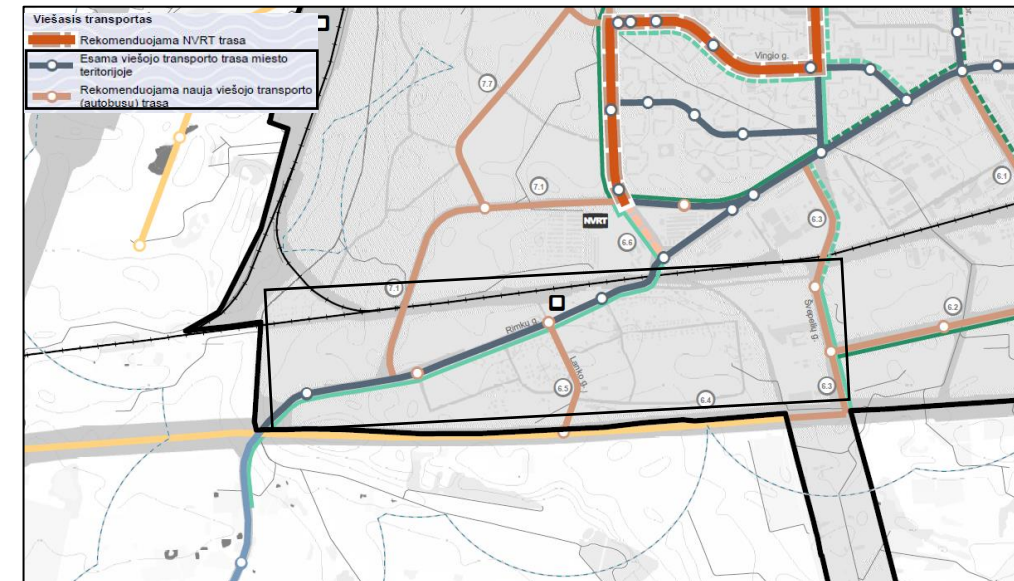 Viešasis transportas
Rekomenduojama NVRT trasa
Esama viešojo transporto trasa miesto
teritorijoje
Rekomenduojama nauja viešojo transporto
(autobusų) trasa
Vingio g.
7.7
7.1
6.1
NVRT
6.6
6.3
7.1
Rimkų g.
Švepelių g.
6.2
Lanko g.
6.5
6.4
6.3